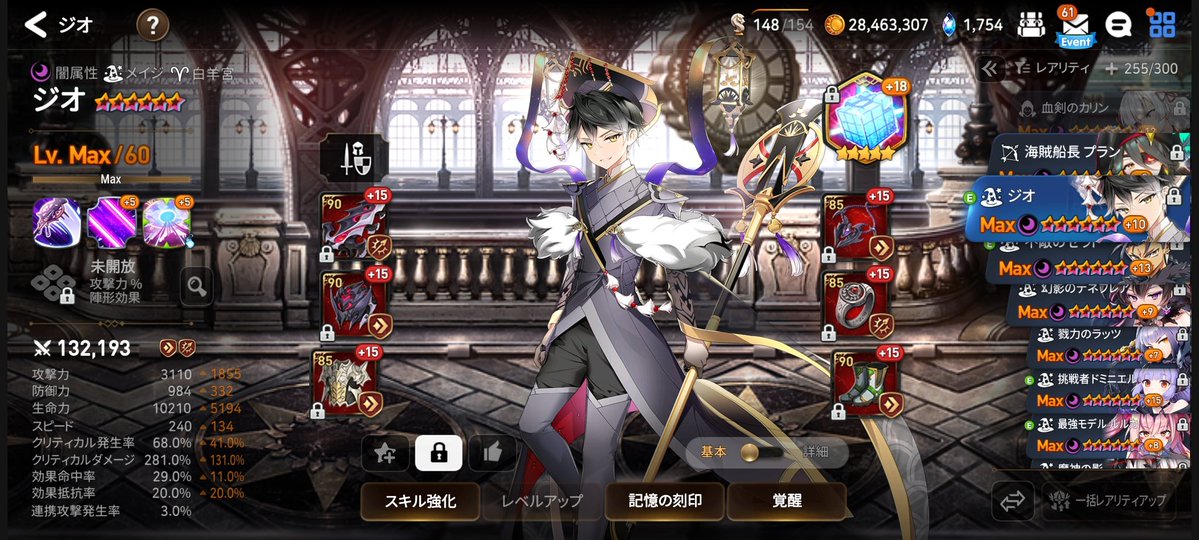 ジオ
?
148/154
28,463,307
1,754
61
Event
闇属性 メイジ 白羊宮
ジオ
Lv. Max/60
Max
+5
+5
未開放
攻撃力%
陣形効果
132,193
攻撃力 3110 1855
防御力 984 332
生命力 10210 5194
スピード 240 134
クリティカル発生率 68.0% 41.0%
クリティカルダメージ 281.0% 131.0%
効果命中率 29.0% 11.0%
効果抵抗率 20.0% 20.0%
連携攻撃発生率 3.0%
90 +15
90 +15
85 +15
+18
85 +15
85 +15
90 +15
基本
詳細
スキル強化
レベルアップ
記憶の刻印
覚醒
レアリティ
255/300
血剣のカリン
海賊船長 フラン
E
ジオ
Max +10
Max +13
幻影のテネブレア
Max +9
戮力のラッツ
Max +7
E
挑戦者ドミニエル
Max +15
E
最強モデル ルルカ
Max +8
一括レアリティアップ